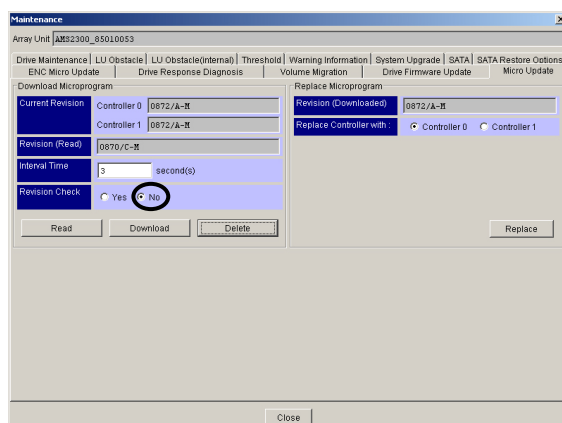 Maintenance
Array Unit AMS2300_85010053
Drive Maintenance LU Obstacle LU Obstacle(internal) Threshold Warning Information System Upgrade SATA SATA Restore Options
ENC Micro Update Drive Response Diagnosis Volume Migration Drive Firmware Update Micro Update
Download Microprogram
Current Revision Controller 0 0872/A-M
Controller 1 0872/A-M
Revision (Read) 0870/C-M
Interval Time 3 second(s)
Revision Check Yes No
Read Download Delete
Replace Microprogram
Revision (Downloaded) 0872/A-M
Replace Controller with : Controller 0 Controller 1
Replace
Close